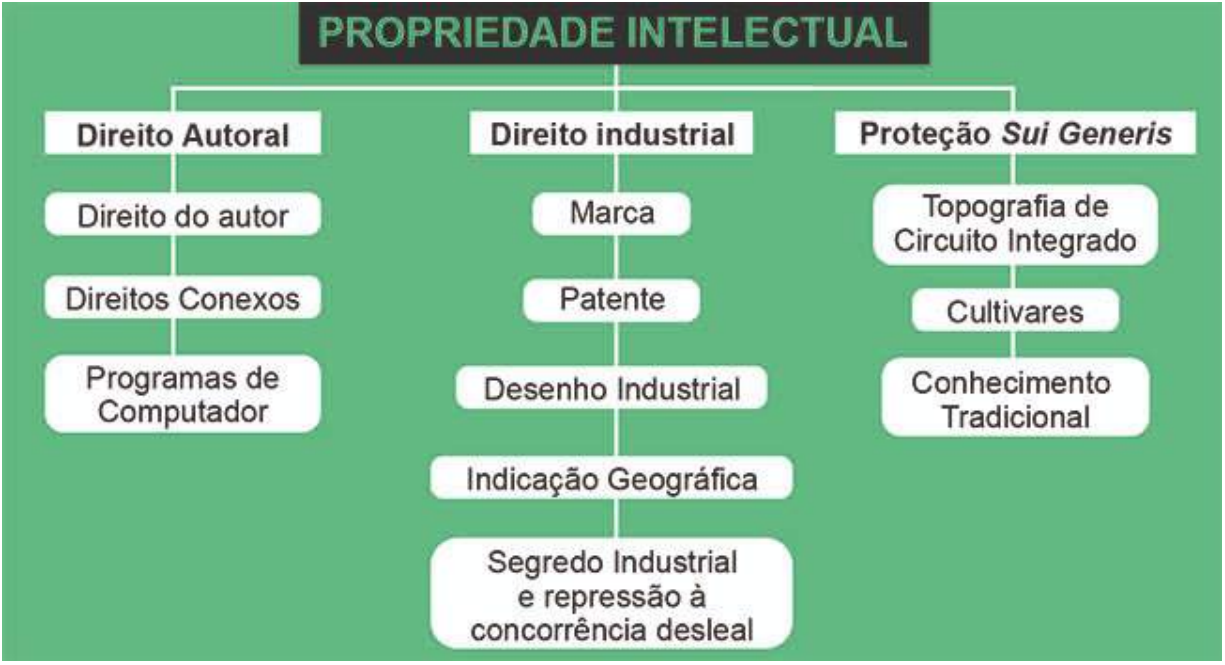 PROPRIEDADE INTELECTUAL
Direito Autoral
Direito do autor
Direitos Conexos
Programas de
Computador
Direito industrial
Marca
Patente
Desenho Industrial
Indicação Geográfica
Segredo Industrial
e repressão à
concorrência desleal
Proteção Sui Generis
Topografia de
Circuito Integrado
Cultivares
Conhecimento
Tradicional